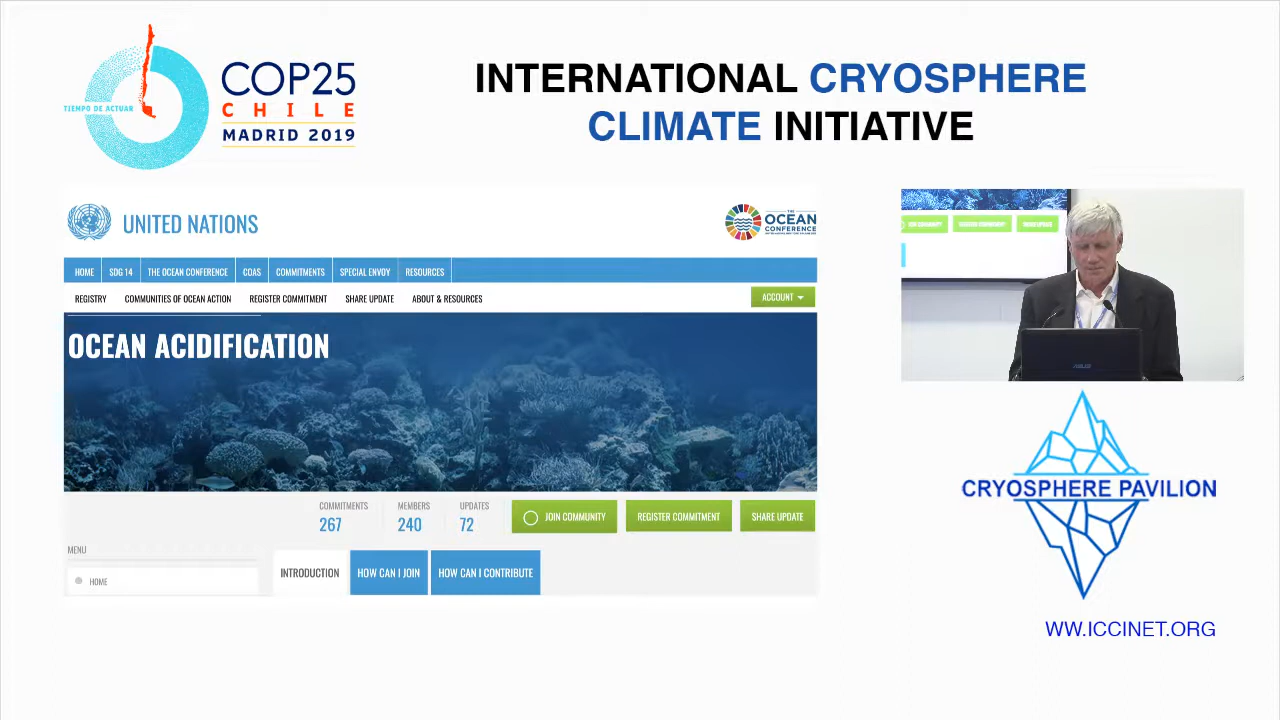 TIEMPO DE ACTUAR
COP25
CHILE
MADRID 2019
INTERNATIONAL CRYOSPHERE
CLIMATE INITIATIVE
UNITED NATIONS
THE
OCEAN
CONFERENCE
HOME SDG 14 THE OCEAN CONFERENCE COAS COMMITMENTS SPECIAL ENVOY RESOURCES
REGISTRY COMMUNITIES OF OCEAN ACTION REGISTER COMMITMENT SHARE UPDATE ABOUT & RESOURCES
ACCOUNT
OCEAN ACIDIFICATION
COMMITMENTS MEMBERS UPDATES
267 240 72
JOIN COMMUNITY REGISTER COMMITMENT SHARE UPDATE
MENU
HOME
INTRODUCTION HOW CAN I JOIN HOW CAN I CONTRIBUTE
ASUS
CRYOSPHERE PAVILION
WW.ICCINET.ORG